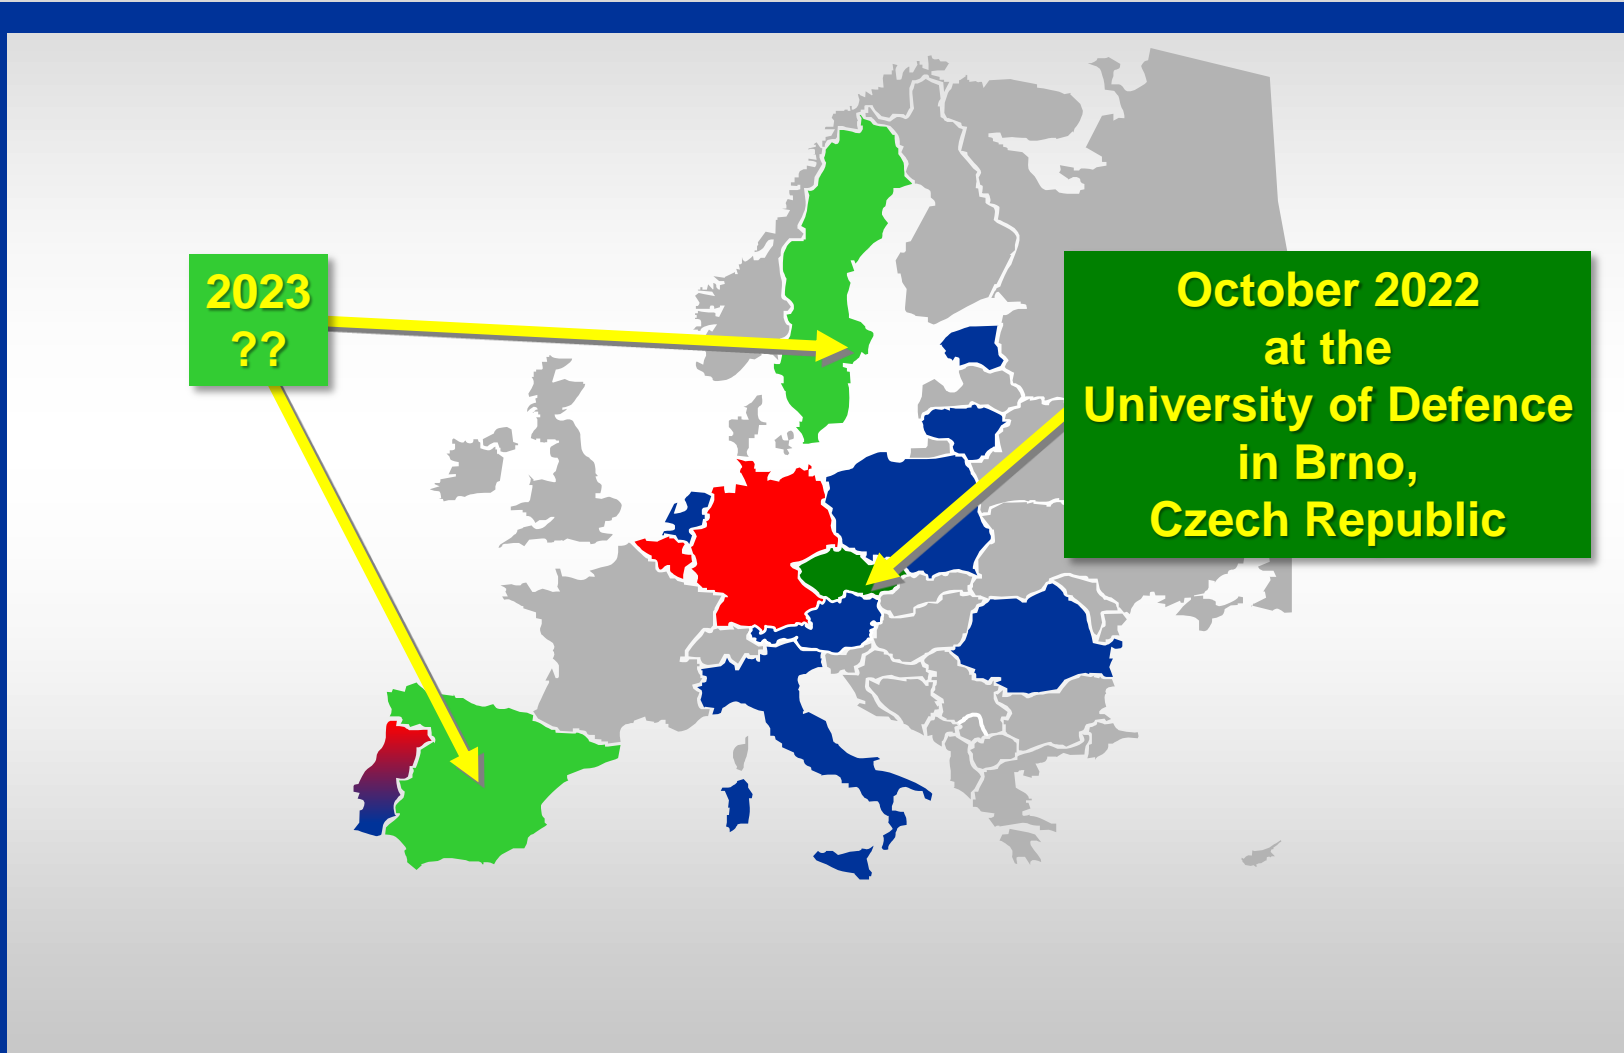 2023
??
October 2022
at the
University of Defence
in Brno,
Czech Republic